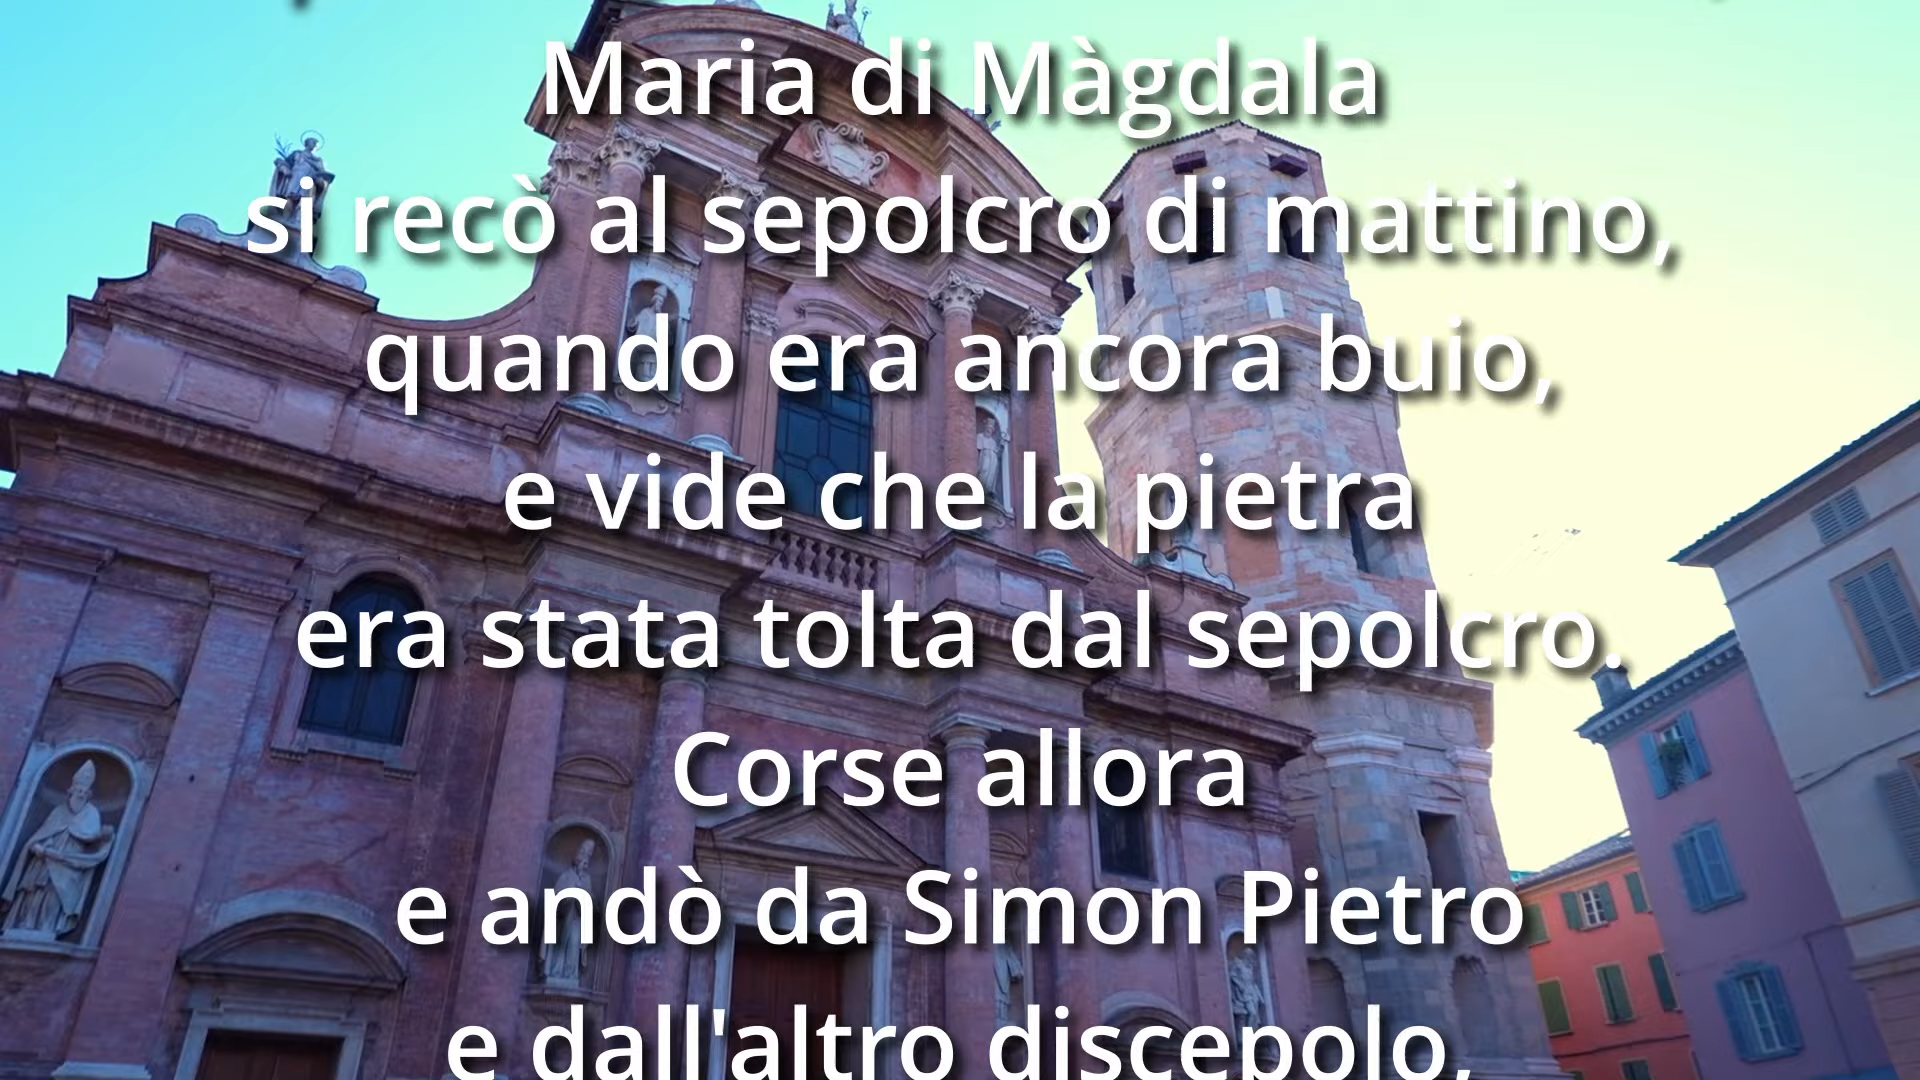 Maria di Màgdala
si recò al sepolcro di mattino,
quando era ancora buio,
e vide che la pietra
era stata tolta dal sepolcro.
Corse allora
e andò da Simon Pietro
e dall'altro discepolo,